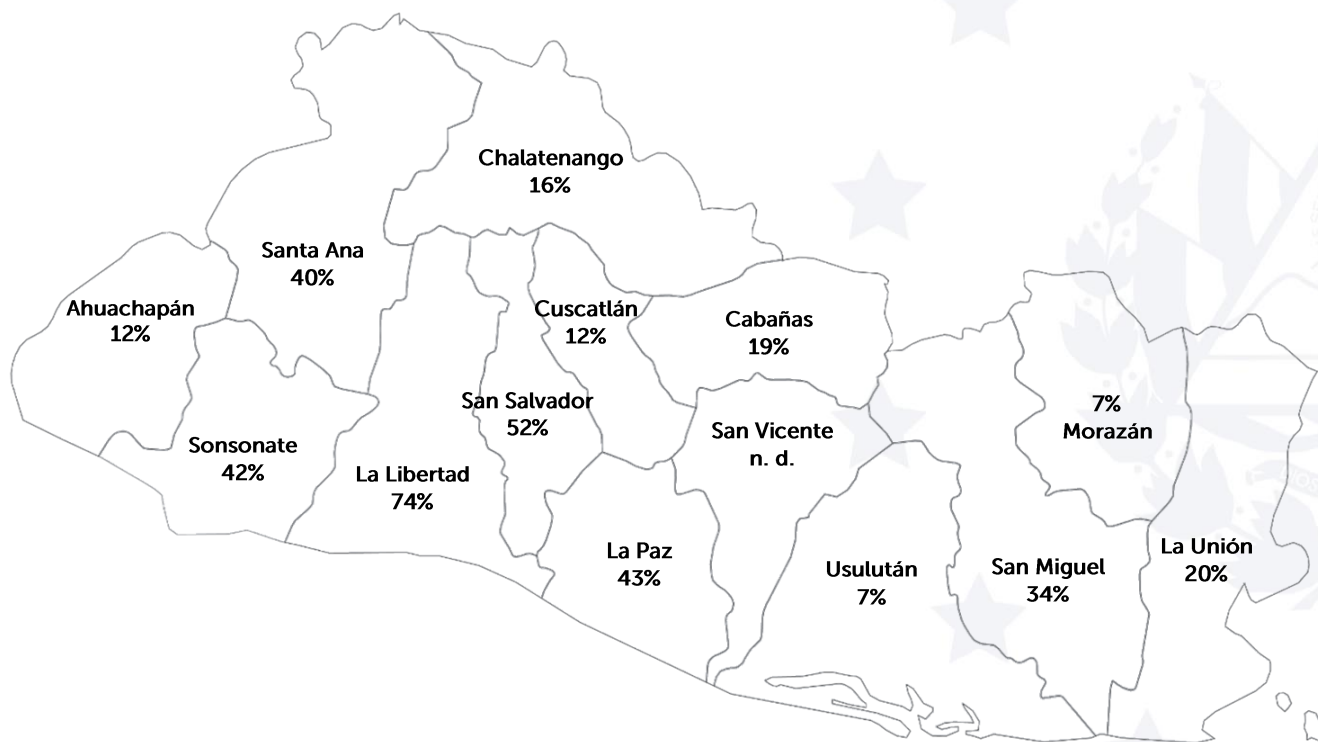 Chalatenango
16%
Santa Ana
40%
Ahuachapán
12%
Cuscatlán
12%
Cabañas
19%
San Salvador
52%
7%
Morazán
San Vicente
n. d.
Sonsonate
42%
La Libertad
74%
La Paz
43%
Usulután
7%
San Miguel
34%
La Unión
20%